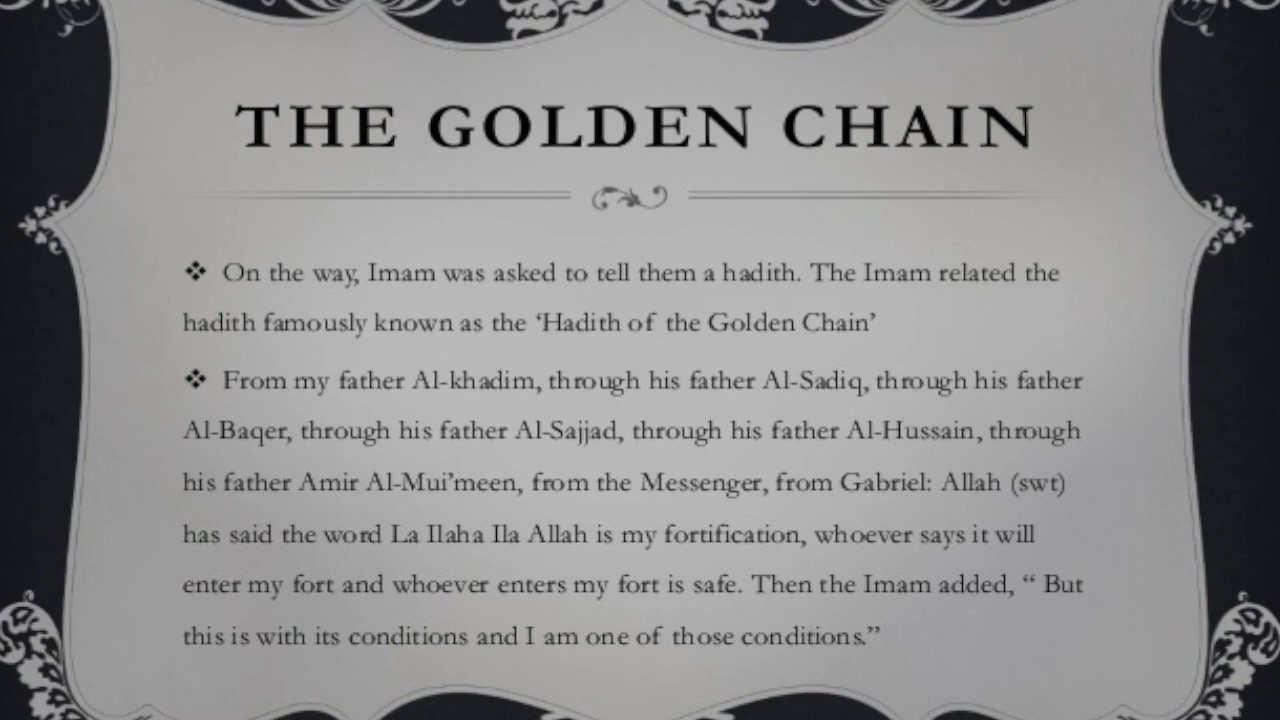 THE GOLDEN CHAIN
❖ On the way, Imam was asked to tell them a hadith. The Imam related the
hadith famously known as the ‘Hadith of the Golden Chain’
❖ From my father Al-khadim, through his father Al-Sadiq, through his father
Al-Baqer, through his father Al-Sajjad, through his father Al-Hussain, through
his father Amir Al-Mui’meen, from the Messenger, from Gabriel: Allah (swt)
has said the word La Ilaha Ila Allah is my fortification, whoever says it will
enter my fort and whoever enters my fort is safe. Then the Imam added, “ But
this is with its conditions and I am one of those conditions.”